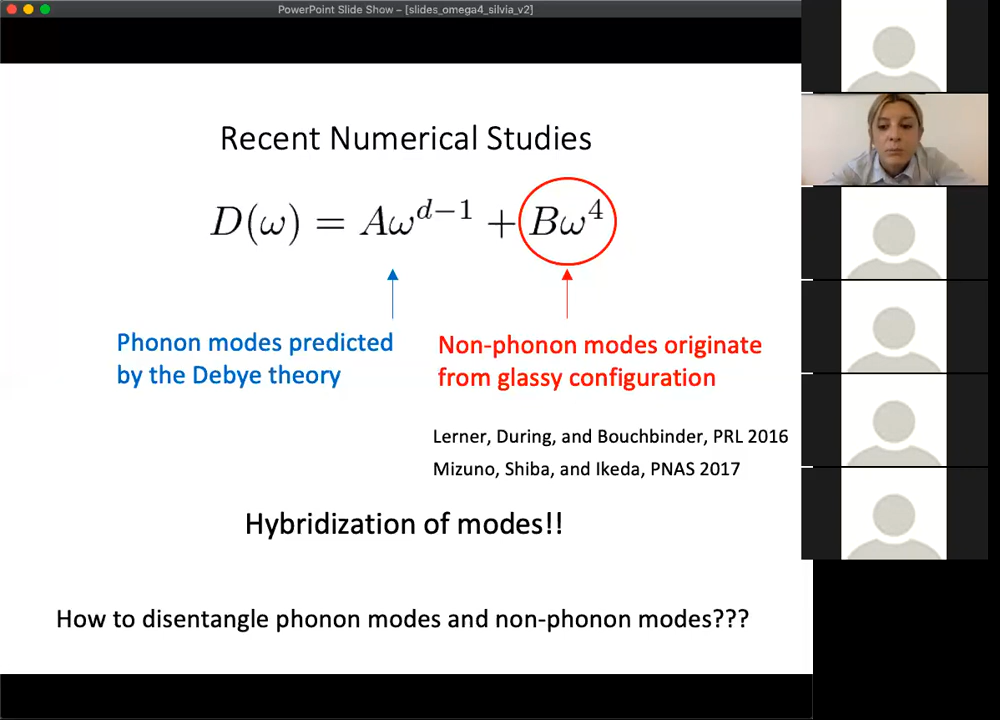 PowerPoint Slide Show – [slides_omega4_silvia_v2]
Recent Numerical Studies
D(ω) = Aω^{d−1} + Bω^4
Phonon modes predicted
by the Debye theory
Non-phonon modes originate
from glassy configuration
Lerner, During, and Bouchbinder, PRL 2016
Mizuno, Shiba, and Ikeda, PNAS 2017
Hybridization of modes!!
How to disentangle phonon modes and non-phonon modes???